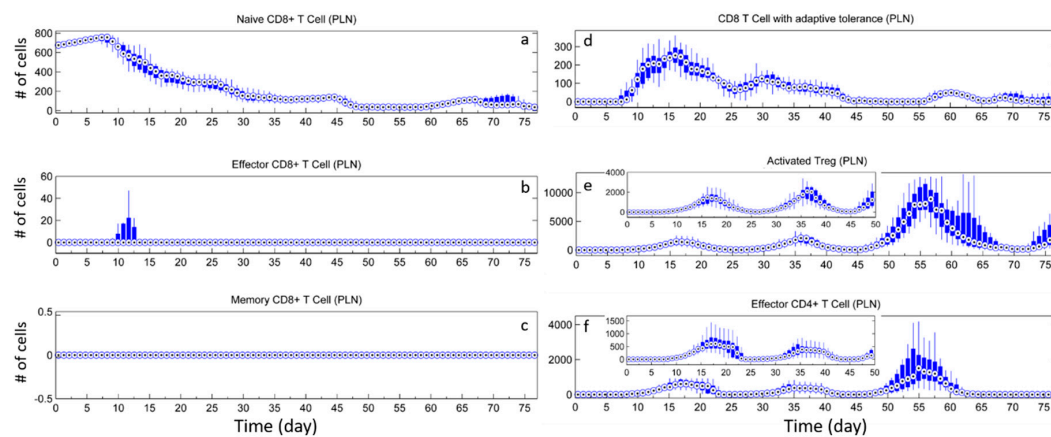 Naive CD8+ T Cell (PLN)
a
# of cells
800
600
400
200
0
0 5 10 15 20 25 30 35 40 45 50 55 60 65 70 75
Effector CD8+ T Cell (PLN)
b
# of cells
60
40
20
0
0 5 10 15 20 25 30 35 40 45 50 55 60 65 70 75
Memory CD8+ T Cell (PLN)
c
# of cells
0.5
0
-0.5
0 5 10 15 20 25 30 35 40 45 50 55 60 65 70 75
Time (day)
CD8 T Cell with adaptive tolerance (PLN)
d
300
200
100
0
0 5 10 15 20 25 30 35 40 45 50 55 60 65 70 75
Activated Treg (PLN)
e
10000
5000
0
4000
2000
0
0 5 10 15 20 25 30 35 40 45 50
0 5 10 15 20 25 30 35 40 45 50 55 60 65 70 75
Effector CD4+ T Cell (PLN)
f
4000
2000
0
1500
1000
500
0
0 5 10 15 20 25 30 35 40 45 50
0 5 10 15 20 25 30 35 40 45 50 55 60 65 70 75
Time (day)